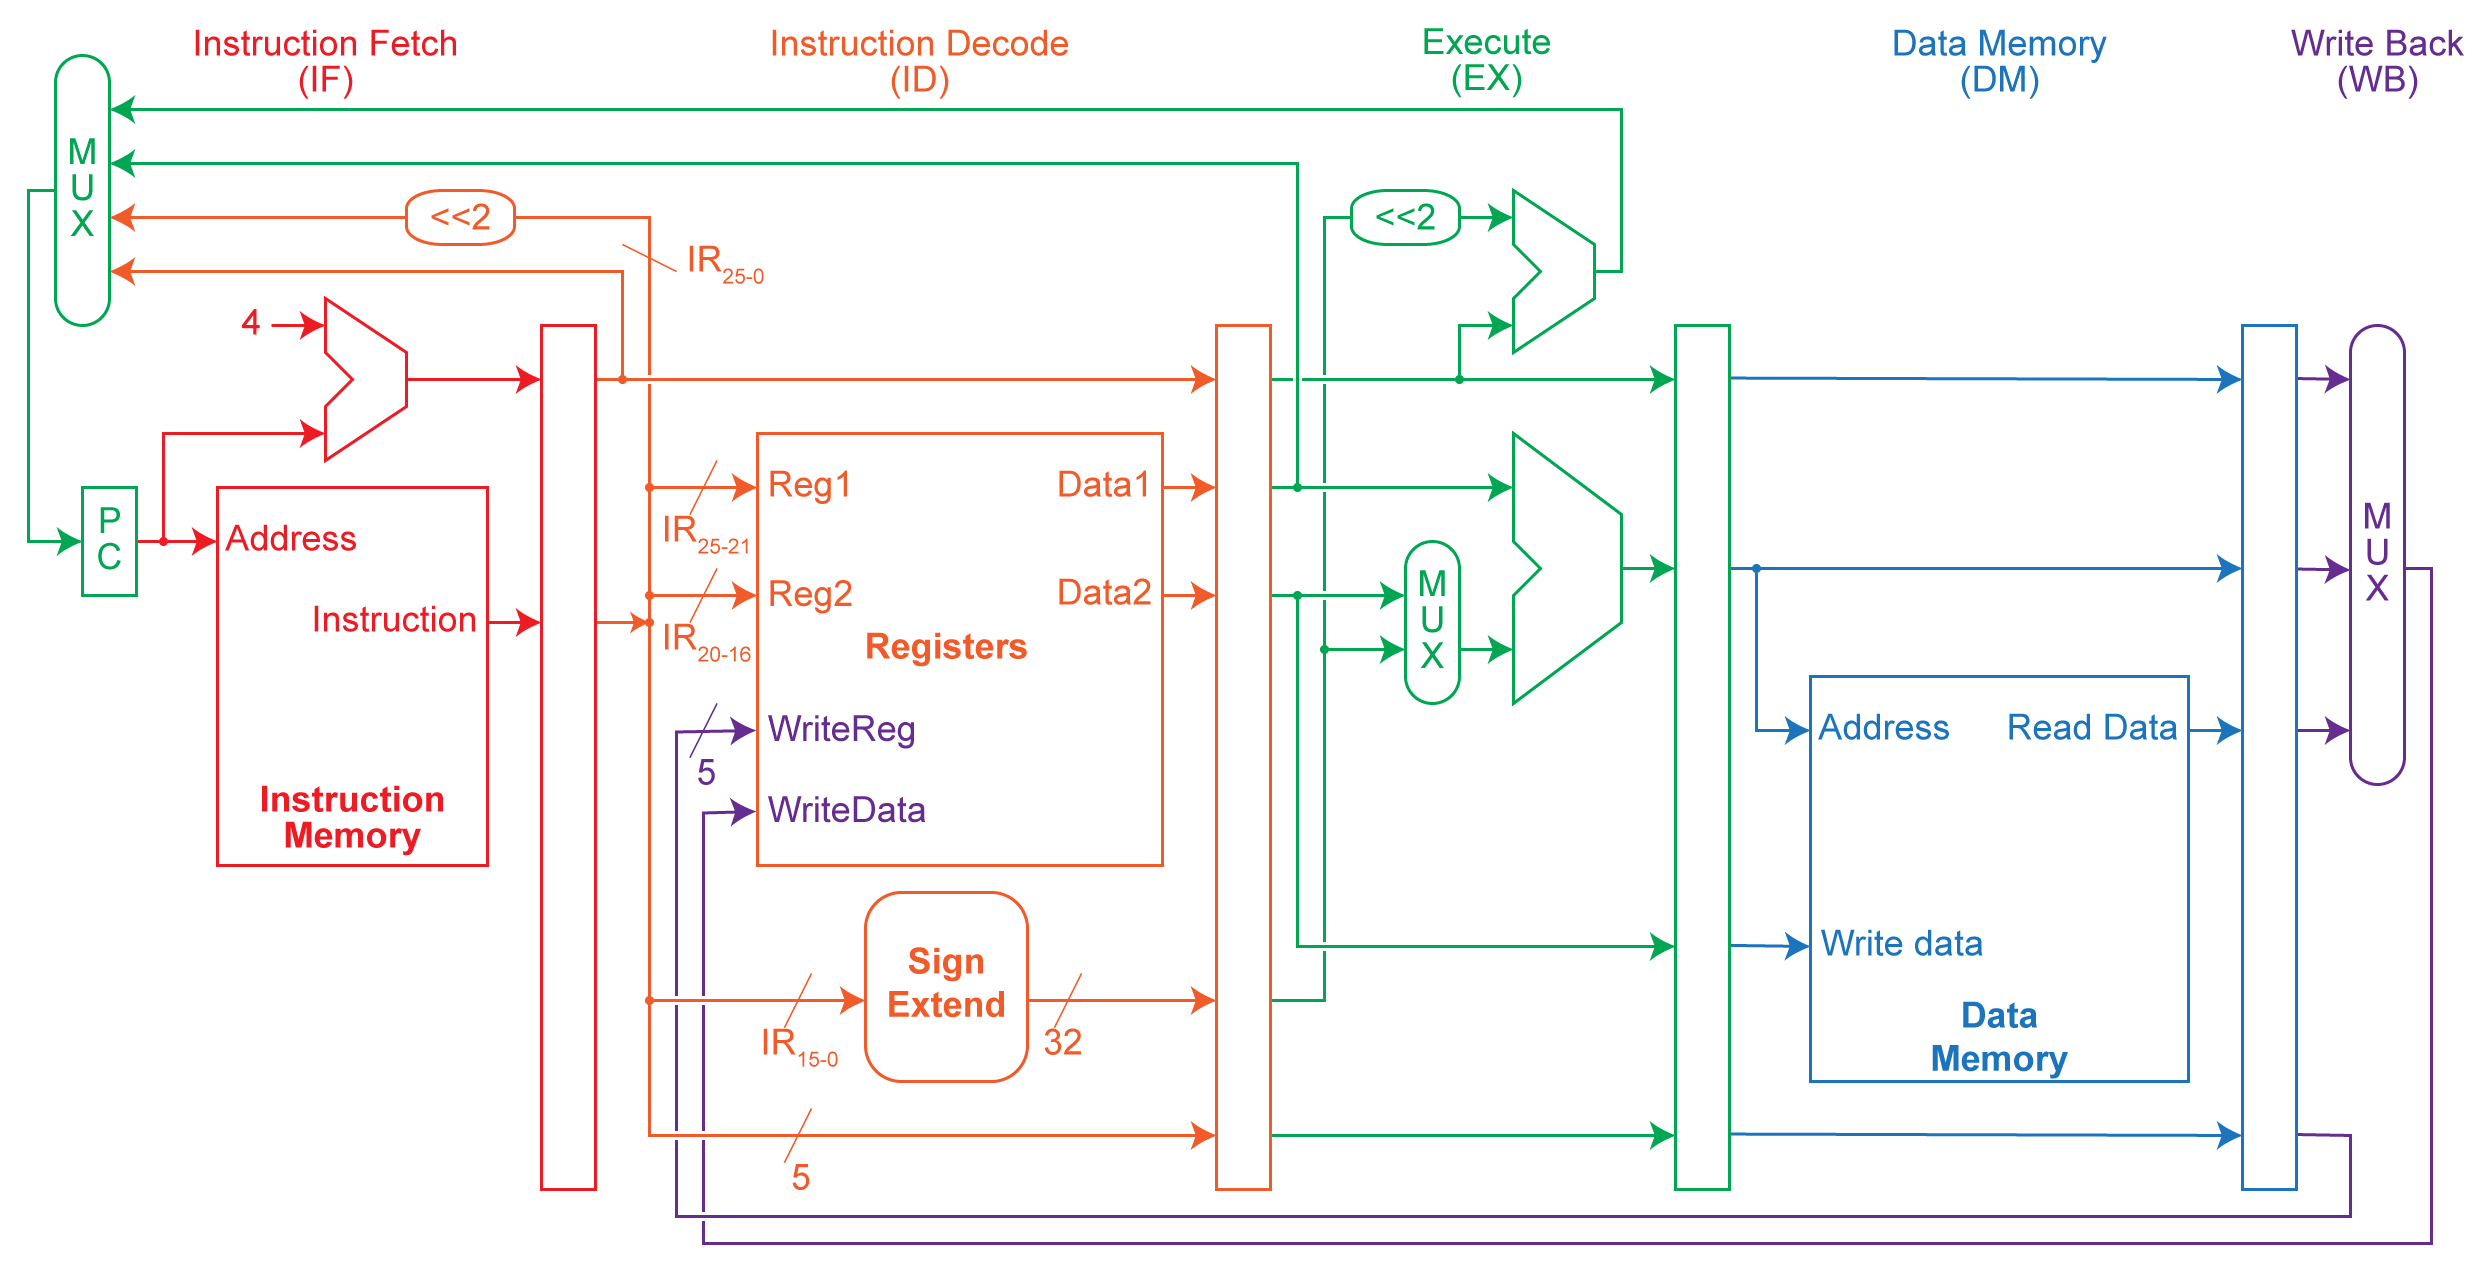 Instruction Fetch
(IF)
Instruction Decode
(ID)
Execute
(EX)
Data Memory
(DM)
Write Back
(WB)
M
U
X
<<2
<<2
IR25-0
4
P
C
Address
Instruction
Instruction
Memory
Reg1
Data1
IR25-21
Reg2
Data2
IR20-16
Registers
WriteReg
5
WriteData
Sign
Extend
IR15-0
32
5
M
U
X
Address
Read Data
Write data
Data
Memory
M
U
X